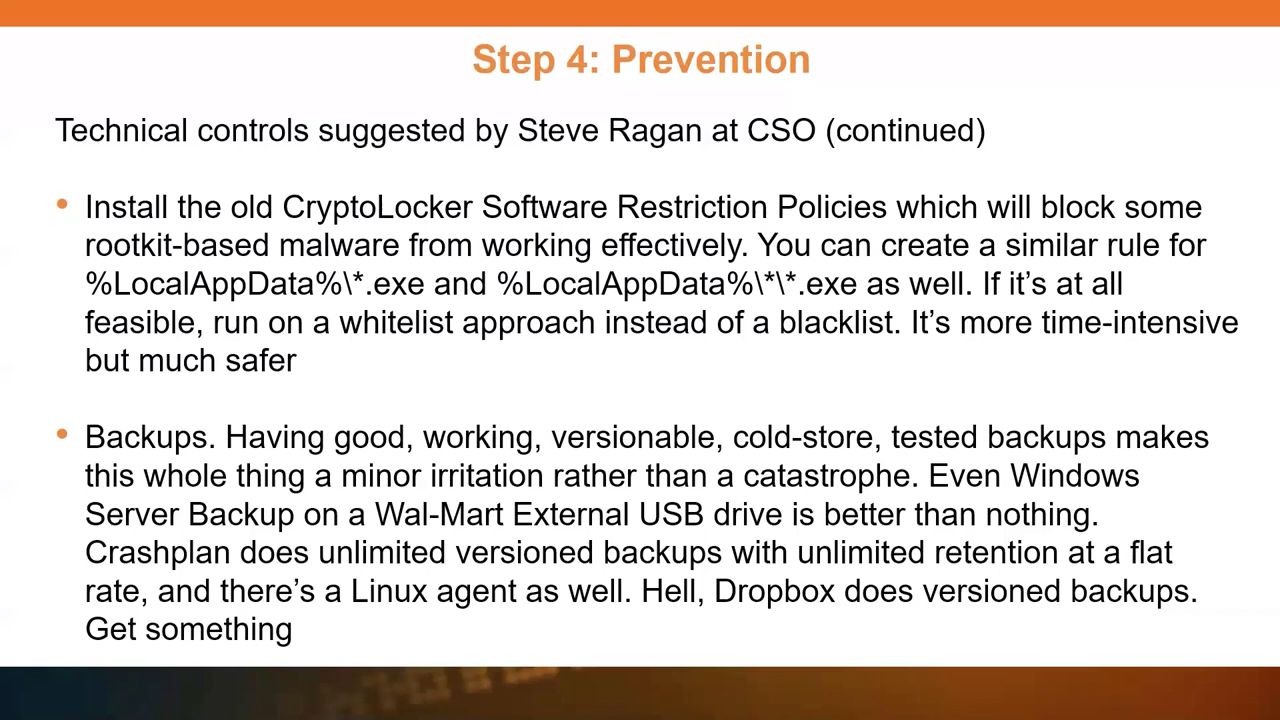 Step 4: Prevention
Technical controls suggested by Steve Ragan at CSO (continued)
• Install the old CryptoLocker Software Restriction Policies which will block some
rootkit-based malware from working effectively. You can create a similar rule for
%LocalAppData%\*.exe and %LocalAppData%\*\*.exe as well. If it’s at all
feasible, run on a whitelist approach instead of a blacklist. It’s more time-intensive
but much safer
• Backups. Having good, working, versionable, cold-store, tested backups makes
this whole thing a minor irritation rather than a catastrophe. Even Windows
Server Backup on a Wal-Mart External USB drive is better than nothing.
Crashplan does unlimited versioned backups with unlimited retention at a flat
rate, and there’s a Linux agent as well. Hell, Dropbox does versioned backups.
Get something